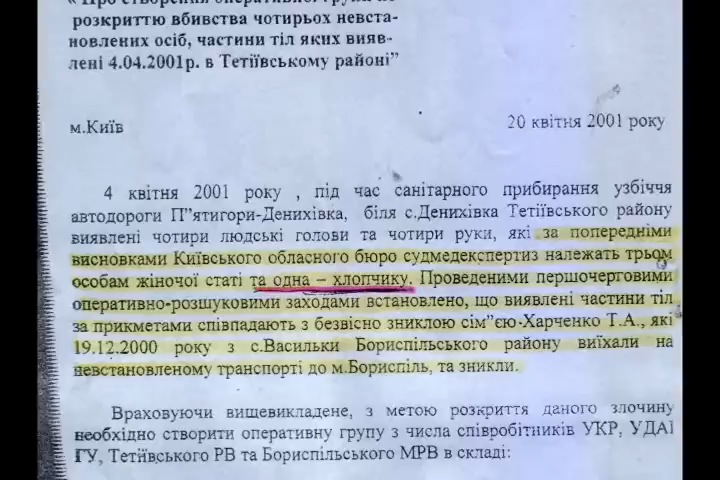 розкриттю вбивства чотирьох невста-
новлених осіб, частини тіл яких вияв-
лені 4.04.2001р. в Тетіївському районі”
м.Київ
20 квітня 2001 року
4 квітня 2001 року , під час санітарного прибирання узбіччя
автодороги П”ятигори-Денихівка, біля с.Денихівка Тетіївського району
виявлені чотири людські голови та чотири руки, які за попередніми
висновками Київського обласного бюро судмедекспертиз належать трьом
особам жіночої статі та одна – хлопчику. Проведеними першочерговими
оперативно-розшуковими заходами встановлено, що виявлені частини тіл
за прикметами співпадають з безвісно зниклою сім”єю-Харченко Т.А., які
19.12.2000 року з с.Васильки Бориспільського району виїхали на
невстановленому транспорті до м.Бориспіль, та зникли.
Враховуючи вищевикладене, з метою розкриття даного злочину
необхідно створити оперативну групу з числа співробітників УКР, УДАІ
ГУ, Тетіївського РВ та Бориспільського МРВ в складі: